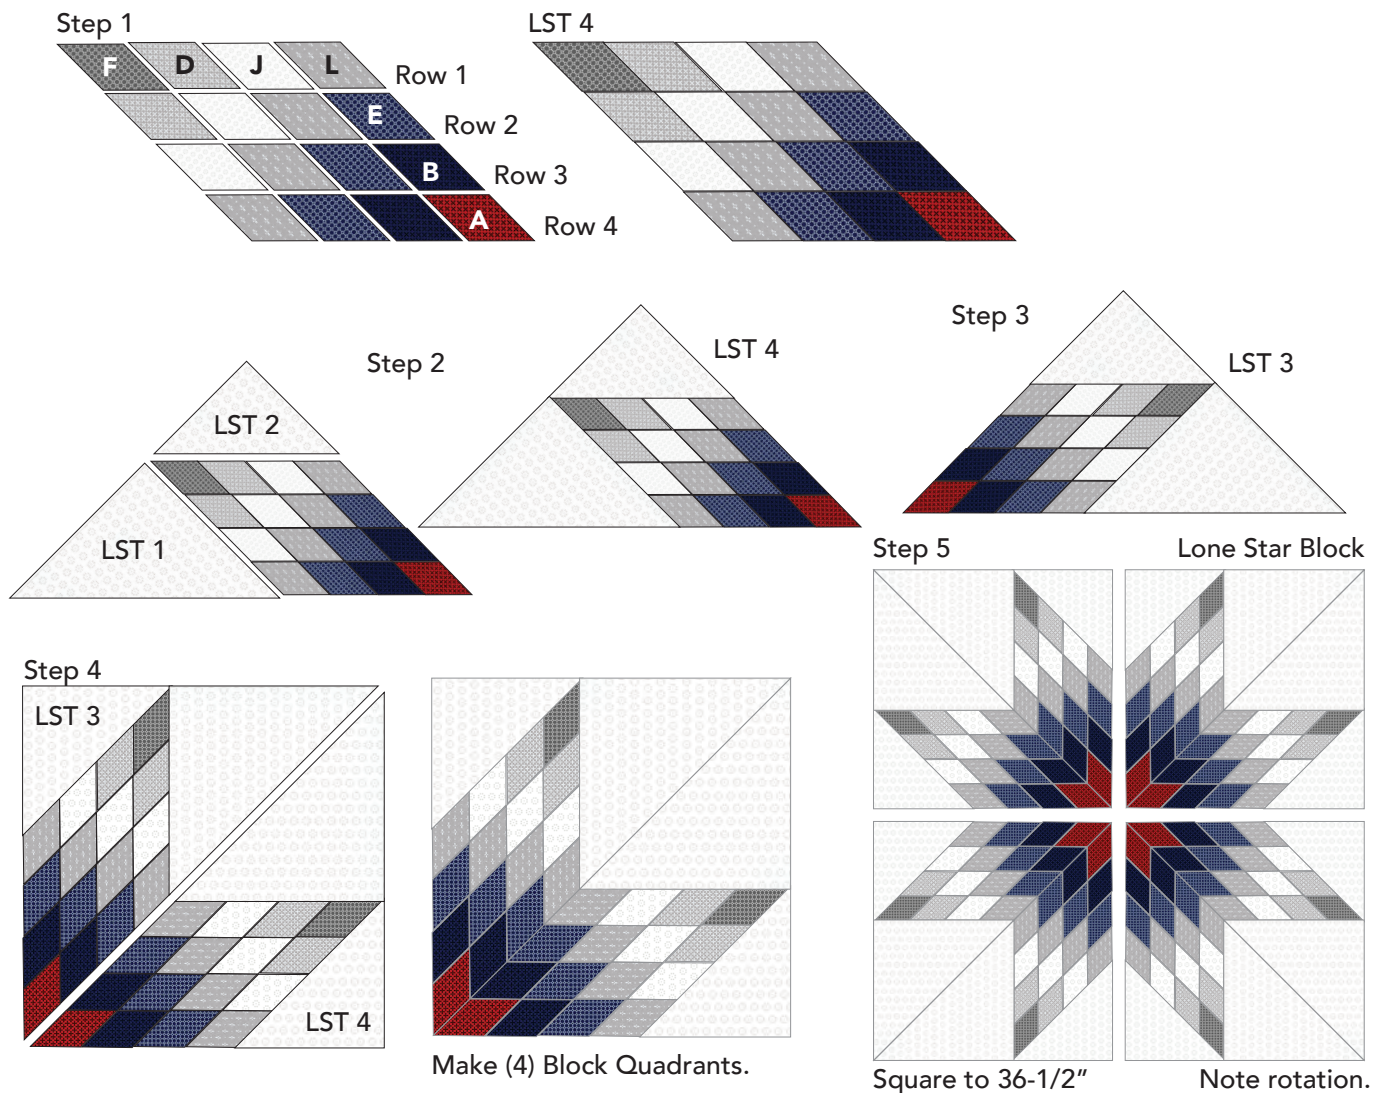 Step 1
F D J L
Row 1
E
Row 2
B
Row 3
A
Row 4
LST 4
Step 2
LST 2
LST 1
LST 4
Step 3
LST 3
Step 4
LST 3
LST 4
Make (4) Block Quadrants.
Step 5
Lone Star Block
Square to 36-1/2”
Note rotation.